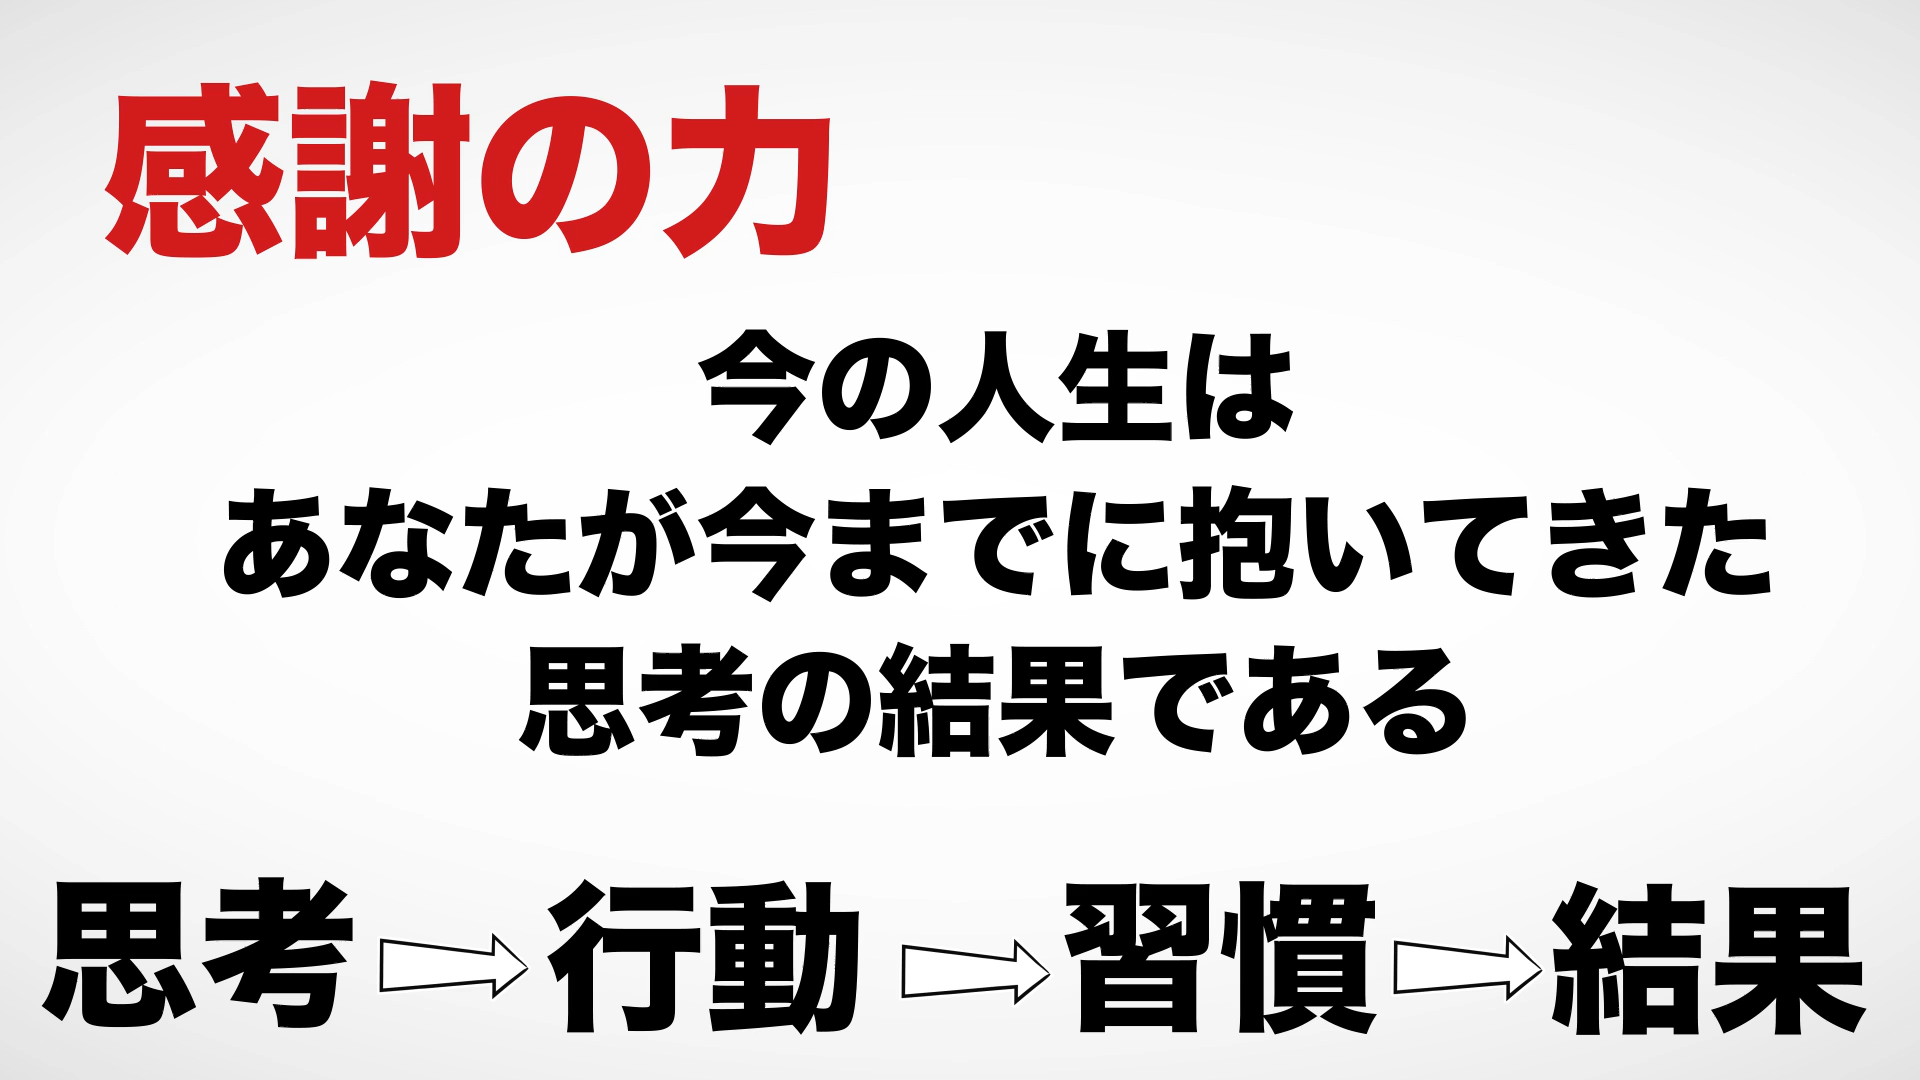 感謝の力
今の人生は
あなたが今までに抱いてきた
思考の結果である
思考 行動 習慣 結果